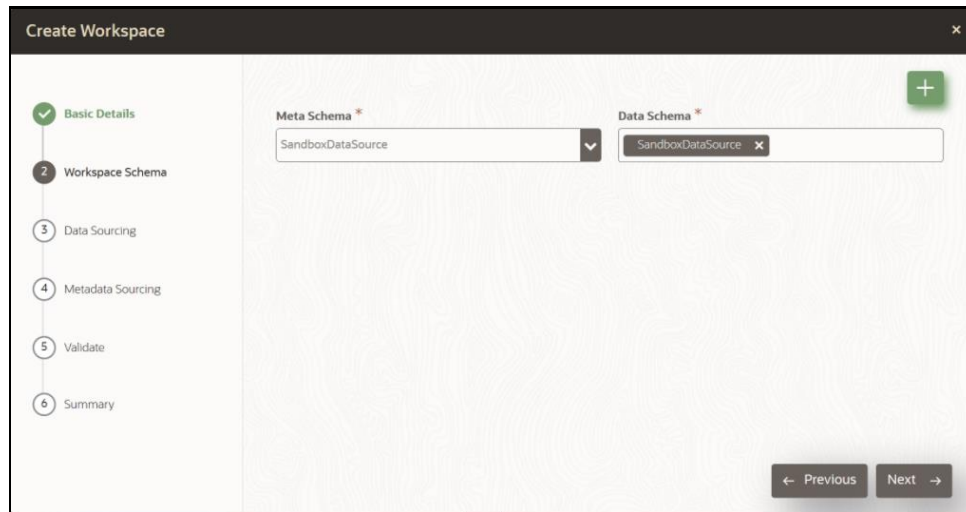 Create Workspace ×
Basic Details
2 Workspace Schema
3 Data Sourcing
4 Metadata Sourcing
5 Validate
6 Summary
+
Meta Schema * Data Schema *
SandboxDataSource SandboxDataSource ×
← Previous Next →